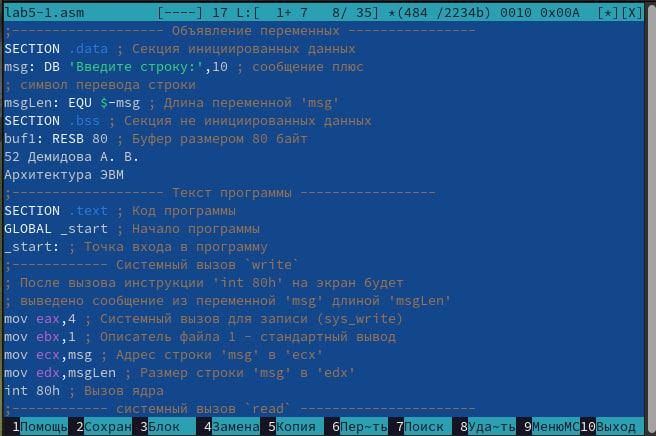 lab5-1.asm [----] 17 L:[ 1+ 7 8/ 35] *(484 /2234b) 0010 0x00A [*][X]
;------------------ Объявление переменных ----------------
SECTION .data ; Секция инициированных данных
msg: DB 'Введите строку:',10 ; сообщение плюс
; символ перевода строки
msgLen: EQU $-msg ; Длина переменной 'msg'
SECTION .bss ; Секция не инициированных данных
buf1: RESB 80 ; Буфер размером 80 байт
52 Демидова А. В.
Архитектура ЭВМ
;------------------- Текст программы -----------------
SECTION .text ; Код программы
GLOBAL _start ; Начало программы
_start: ; Точка входа в программу
;------------ Системный вызов `write`
; После вызова инструкции 'int 80h' на экран будет
; выведено сообщение из переменной 'msg' длиной 'msgLen'
mov eax,4 ; Системный вызов для записи (sys_write)
mov ebx,1 ; Описатель файла 1 - стандартный вывод
mov ecx,msg ; Адрес строки 'msg' в 'ecx'
mov edx,msgLen ; Размер строки 'msg' в 'edx'
int 80h ; Вызов ядра
;------------ системный вызов `read` ----------------------
1Помощь 2Сохран 3Блок 4Замена 5Копия 6Пер~ть 7Поиск 8Уда~ть 9МенюMC 10Выход